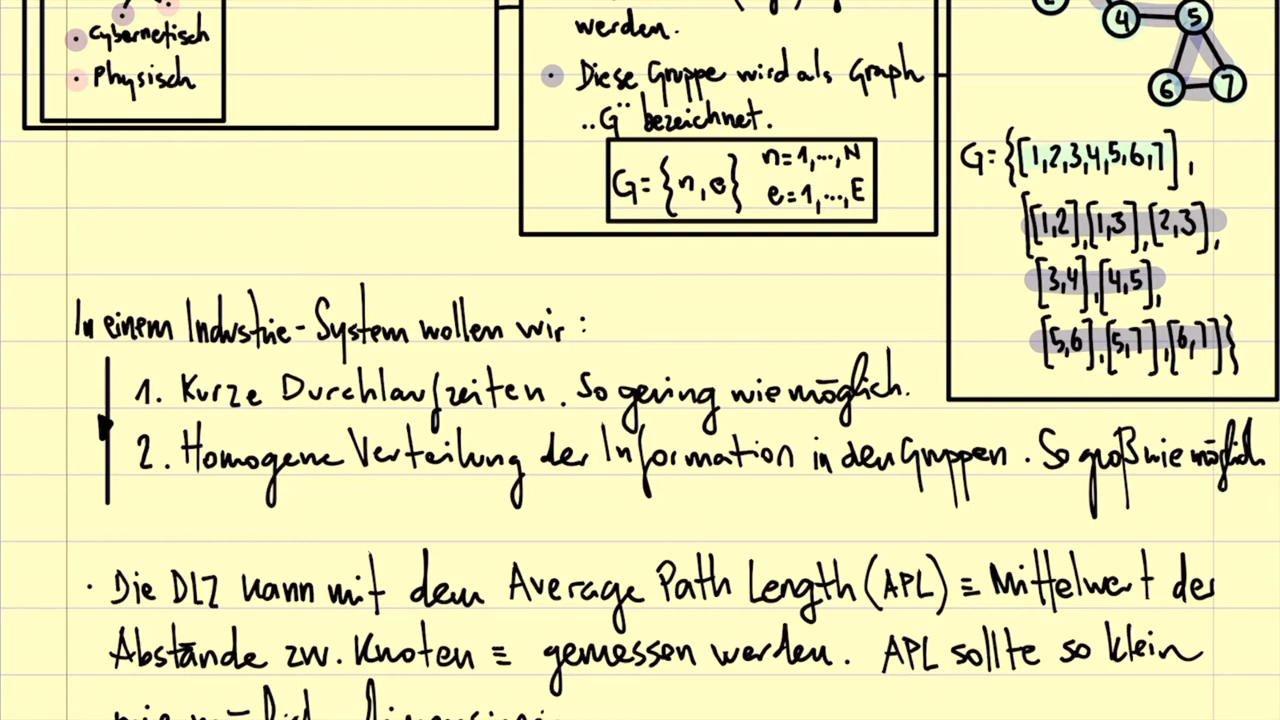 • Cybernetisch
• Physisch
werden.
• Diese Gruppe wird als Graph
„G“ bezeichnet.
G={n,e} n=1,...,N
e=1,...,E
4 5
6 7
G={[1,2,3,4,5,6,7],
[[1,2],[1,3],[2,3],
[3,4],[4,5],
[5,6],[5,7],[6,7]}
In einem Industrie-System wollen wir:
1. Kurze Durchlaufzeiten. So gering wie möglich.
2. Homogene Verteilung der Information in den Gruppen. So groß wie möglich
· Die DLZ kann mit dem Average Path Length (APL) ≡ Mittelwert der
Abstände zw. Knoten ≡ gemessen werden. APL sollte so klein